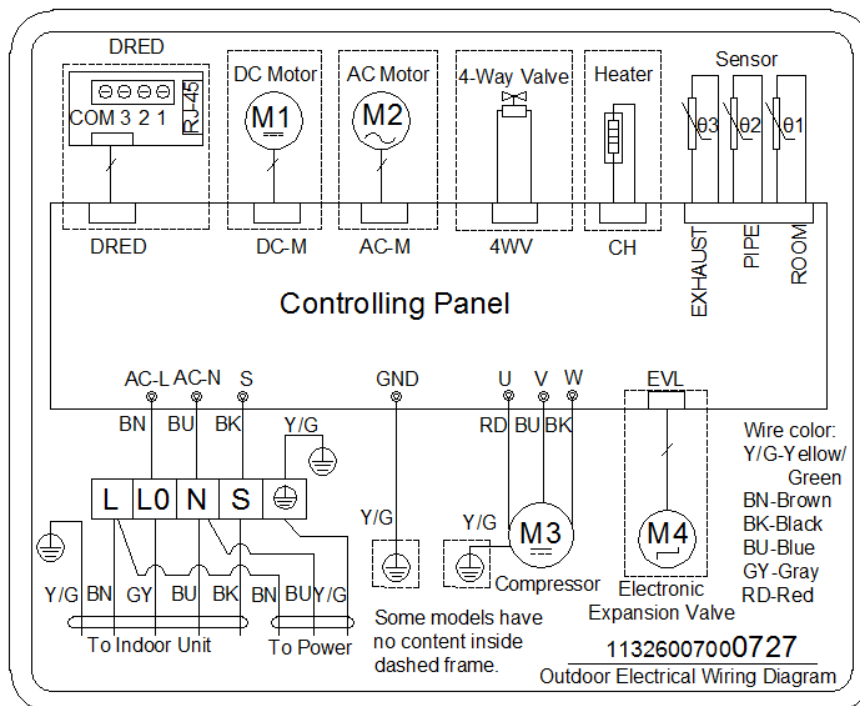 DRED
COM 3 2 1
RJ-45
DC Motor
M1
AC Motor
M2
4-Way Valve
Heater
Sensor
θ3
θ2
θ1
DRED
DC-M
AC-M
4WV
CH
EXHAUST
PIPE
ROOM
Controlling Panel
AC-L
AC-N
S
GND
U
V
W
EVL
BN
BU
BK
Y/G
RD
BU
BK
Wire color:
Y/G-Yellow/
Green
BN-Brown
BK-Black
BU-Blue
GY-Gray
RD-Red
L
L0
N
S
Y/G
Y/G
M3
Compressor
M4
Electronic
Expansion Valve
Y/G
BN
GY
BU
BK
BN
BU
Y/G
To Indoor Unit
To Power
Some models have
no content inside
dashed frame.
11326007000727
Outdoor Electrical Wiring Diagram